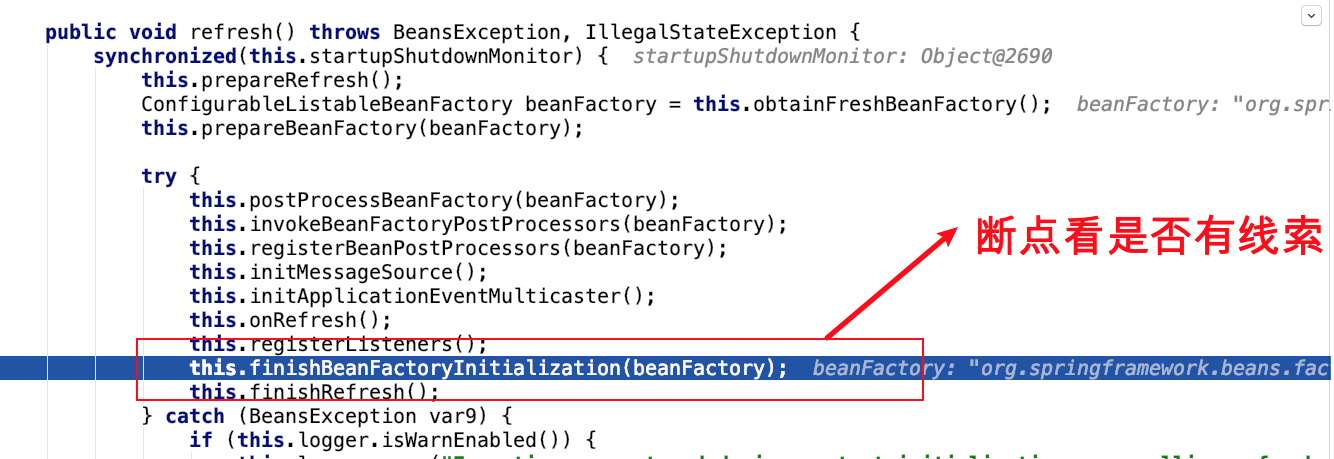 public void refresh() throws BeansException, IllegalStateException {
synchronized(this.startupShutdownMonitor) { startupShutdownMonitor: Object@2690
this.prepareRefresh();
ConfigurableListableBeanFactory beanFactory = this.obtainFreshBeanFactory(); beanFactory: "org.spri
this.prepareBeanFactory(beanFactory);
try {
this.postProcessBeanFactory(beanFactory);
this.invokeBeanFactoryPostProcessors(beanFactory);
this.registerBeanPostProcessors(beanFactory);
断点看是否有线索
this.initMessageSource();
this.initApplicationEventMulticaster();
this.onRefresh();
this.registerListeners();
this.finishBeanFactoryInitialization(beanFactory); beanFactory: "org.springframework.beans.fac
this.finishRefresh();
} catch (BeansException var9) {
if (this.logger.isWarnEnabled()) {